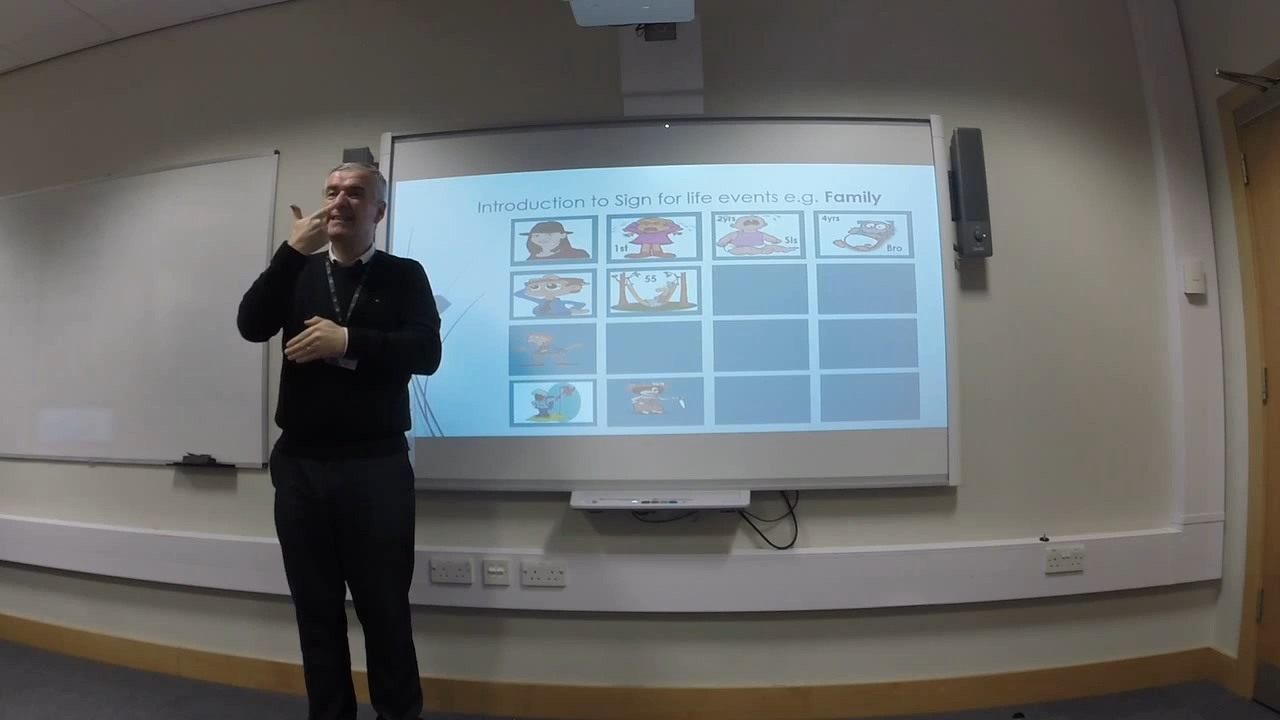 Introduction to Sign for life events e.g. Family
1st
2yrs
Sis
4yrs
Bro
55